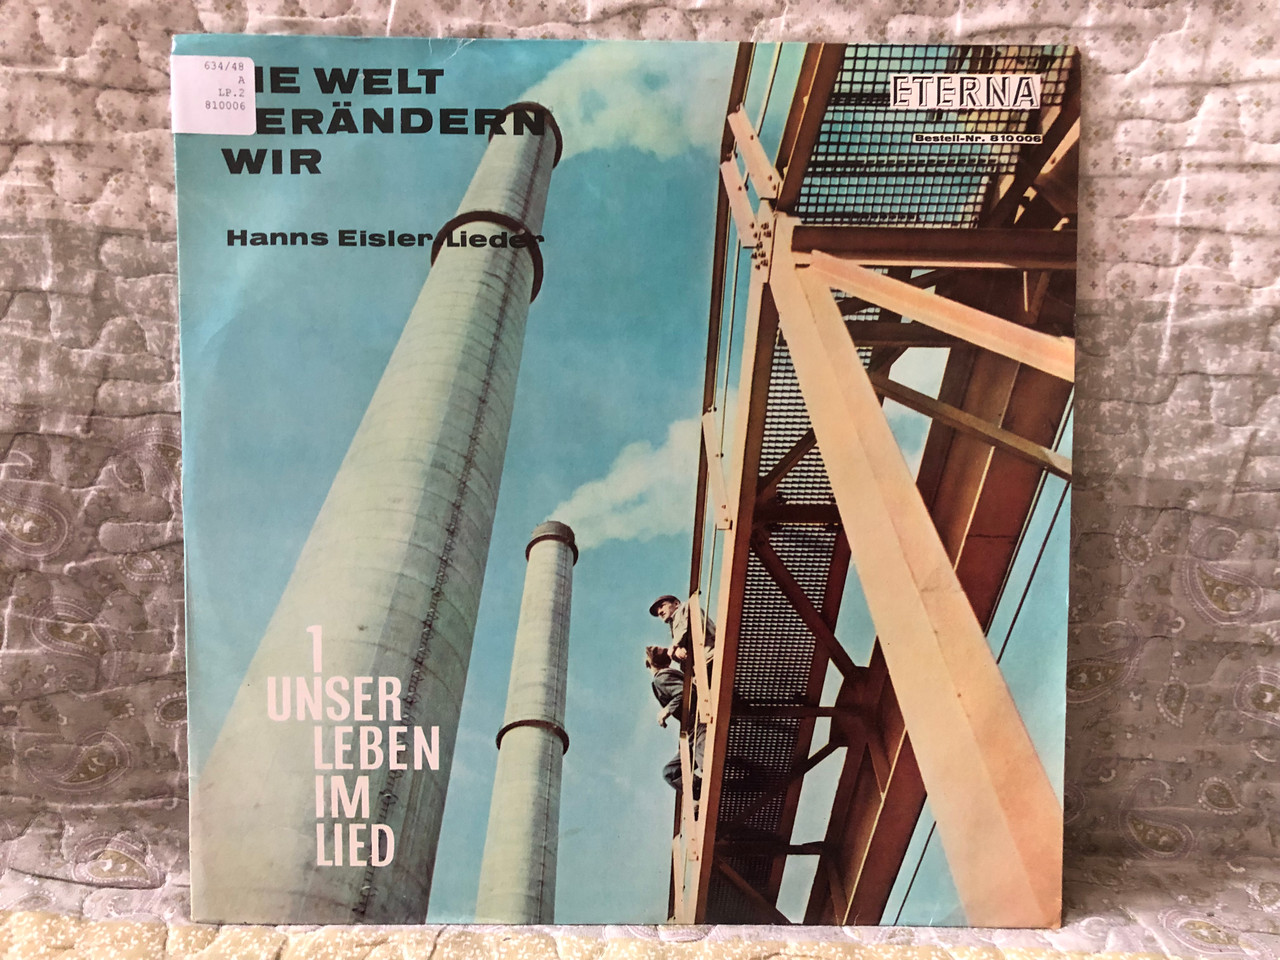 634/48
A
LP.2
810006
IE WELT
ERÄNDERN
WIR
Hanns Eisler Lieder
ETERNA
Bestell-Nr. 810 006
1
UNSER
LEBEN
IM
LIED